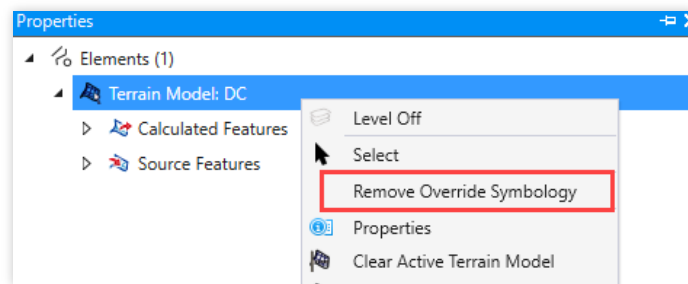 Properties
Elements (1)
Terrain Model: DC
Calculated Features
Source Features
Level Off
Select
Remove Override Symbology
Properties
Clear Active Terrain Model